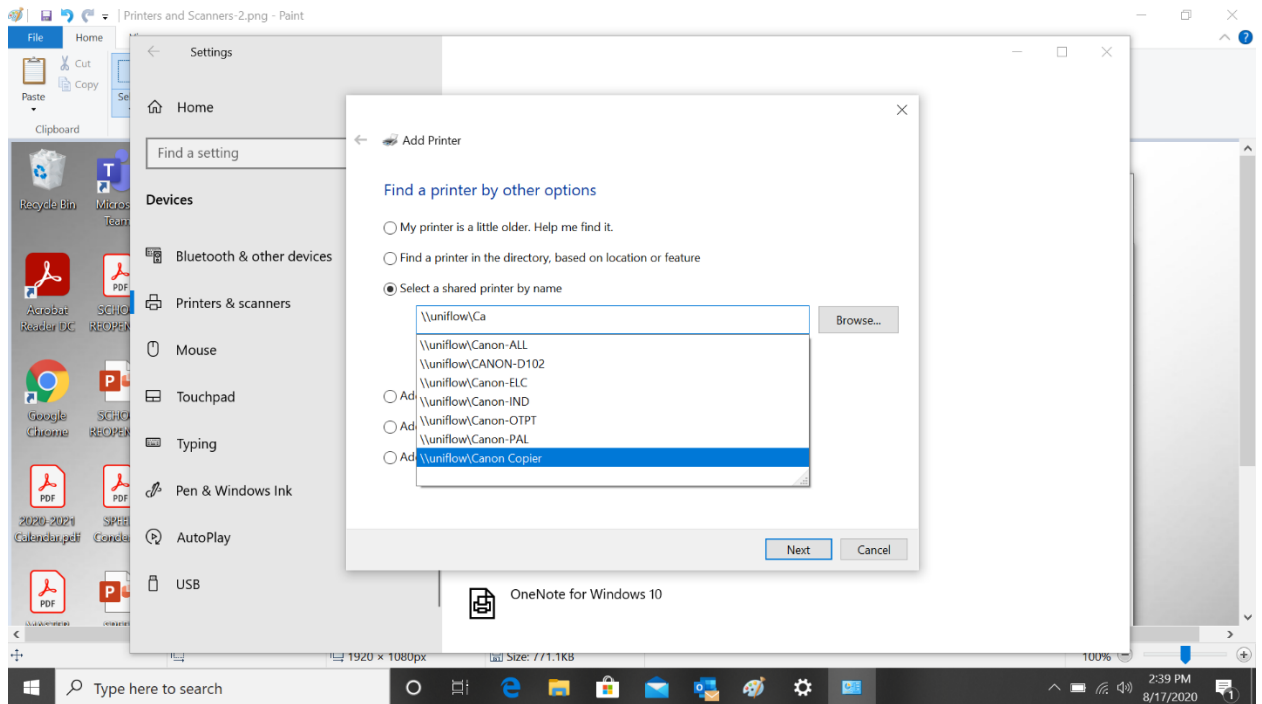 Printers and Scanners-2.png - Paint
File Home
Cut
Copy
Paste
Clipboard
Settings
Home
Find a setting
Devices
Bluetooth & other devices
Printers & scanners
Mouse
Touchpad
Typing
Pen & Windows Ink
AutoPlay
USB
Add Printer
Find a printer by other options
My printer is a little older. Help me find it.
Find a printer in the directory, based on location or feature
Select a shared printer by name
\\uniflow\Ca
Browse...
\\uniflow\Canon-ALL
\\uniflow\CANON-D102
\\uniflow\Canon-ELC
\\uniflow\Canon-IND
\\uniflow\Canon-OTPT
\\uniflow\Canon-PAL
\\uniflow\Canon Copier
Next Cancel
OneNote for Windows 10
Recycle Bin
Acrobat
Reader DC
Google
Chrome
PDF
2020-2021
Calendar.pdf
PDF
1920 × 1080px
Size: 771.1KB
100%
Type here to search
2:39 PM
8/17/2020